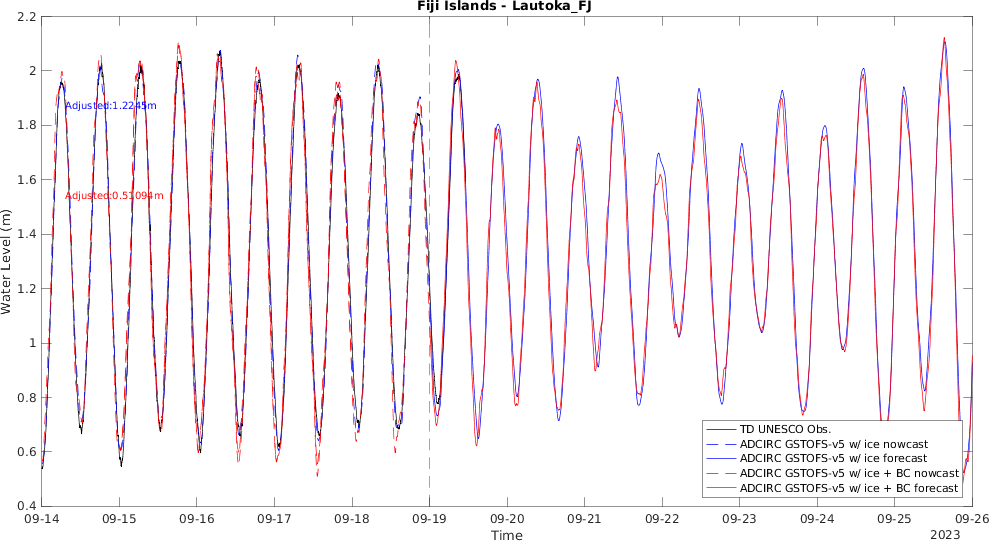 Fiji Islands - Lautoka_FJ
2.2
2
1.8
1.6
1.4
1.2
1
0.8
0.6
0.4
Water Level (m)
Adjusted:1.2245m
Adjusted:0.51094m
TD UNESCO Obs.
ADCIRC GSTOFS-v5 w/ ice nowcast
ADCIRC GSTOFS-v5 w/ ice forecast
ADCIRC GSTOFS-v5 w/ ice + BC nowcast
ADCIRC GSTOFS-v5 w/ ice + BC forecast
09-14 09-15 09-16 09-17 09-18 09-19 09-20 09-21 09-22 09-23 09-24 09-25 09-26
Time
2023